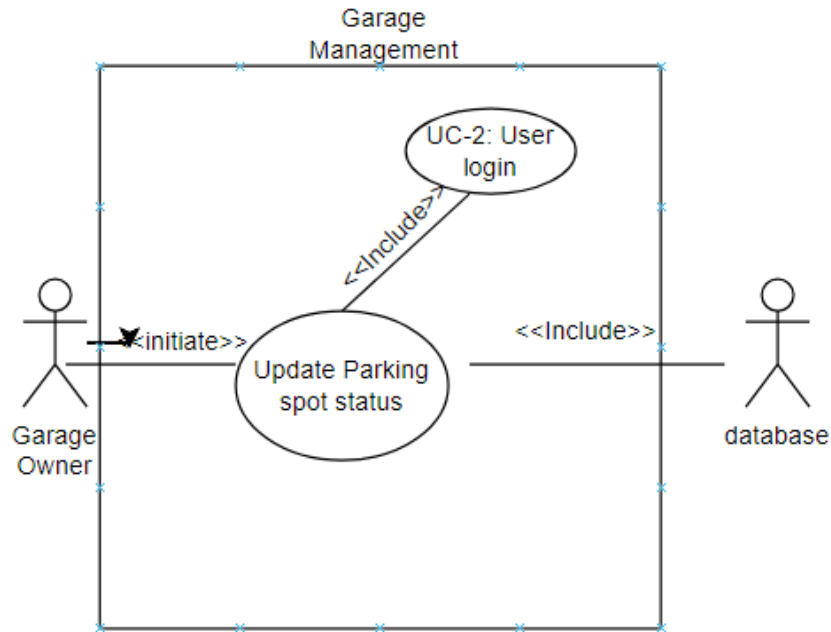 Garage
Management
UC-2: User
login
<<Include>>
<<initiate>>
<<Include>>
Update Parking
spot status
Garage
Owner
database